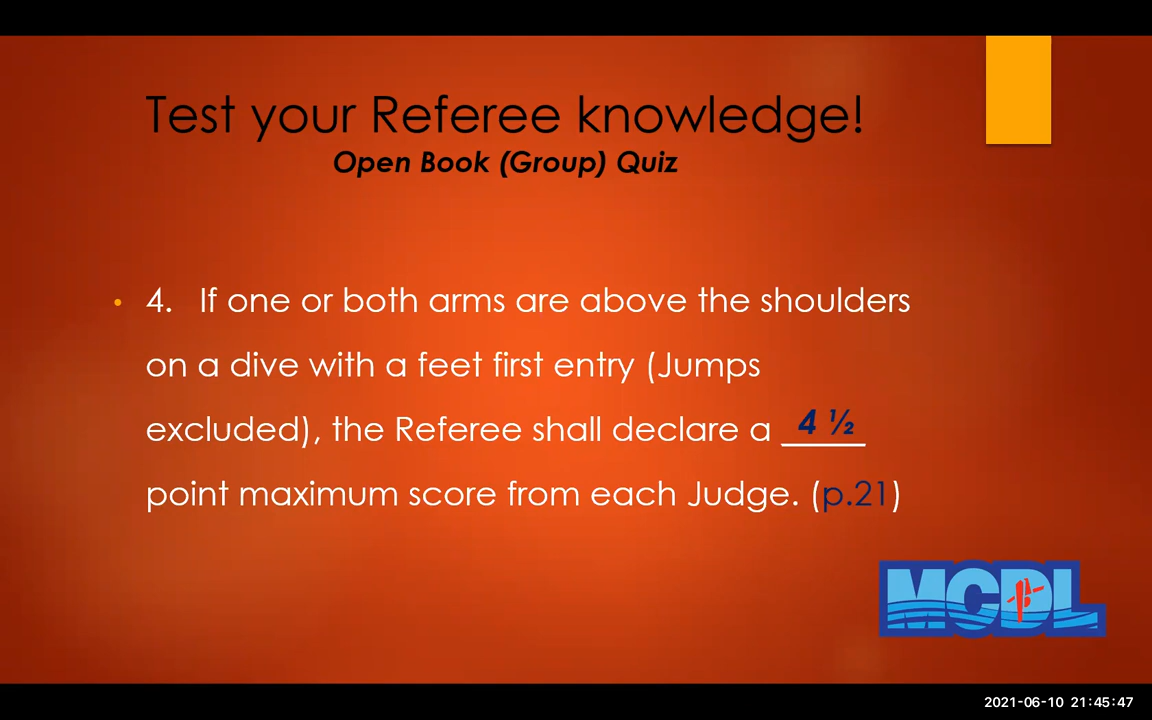 Test your Referee knowledge!
Open Book (Group) Quiz
• 4. If one or both arms are above the shoulders
on a dive with a feet first entry (Jumps
excluded), the Referee shall declare a 4 ½
point maximum score from each Judge. (p.21)
MCDL
2021-06-10 21:45:47